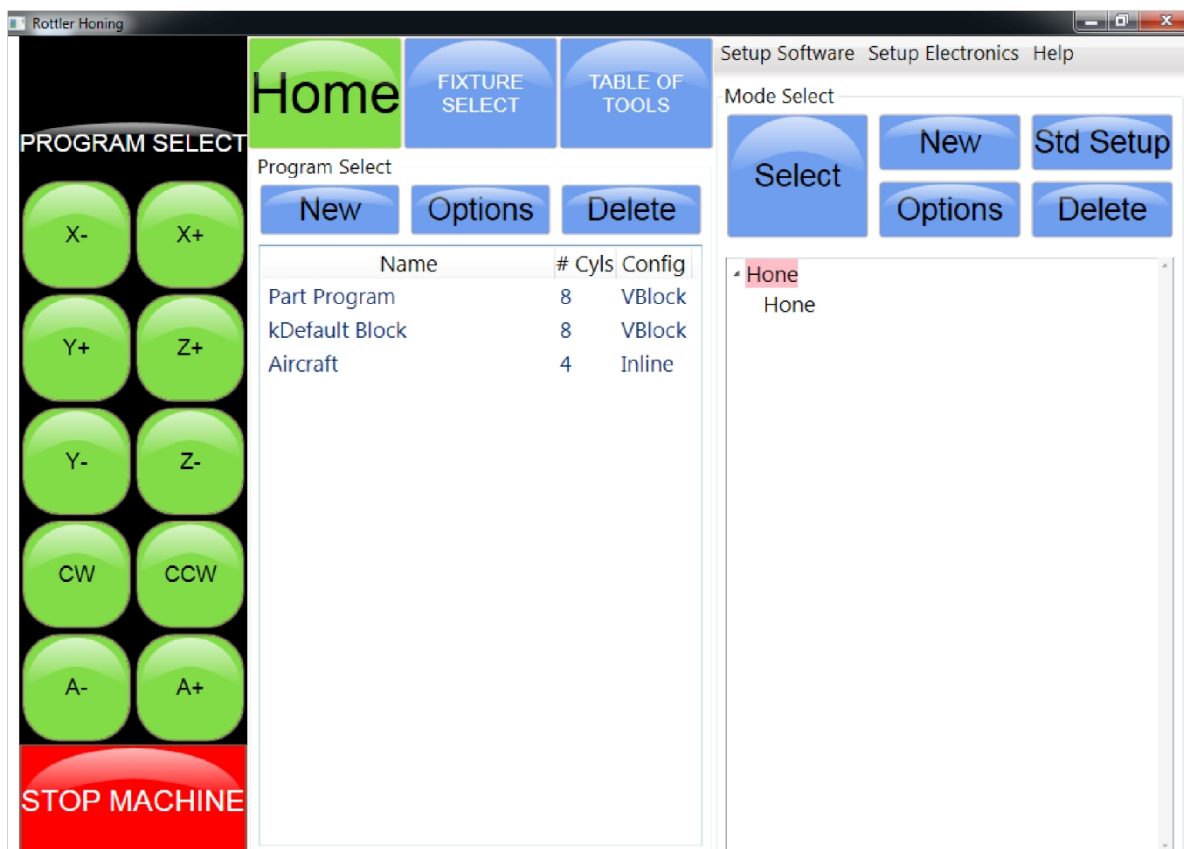 Rottler Honing
PROGRAM SELECT
X-
X+
Y+
Z+
Y-
Z-
CW
CCW
A-
A+
STOP MACHINE
Home
FIXTURE
SELECT
TABLE OF
TOOLS
Program Select
New
Options
Delete
Name # Cyls Config
Part Program 8 VBlock
kDefault Block 8 VBlock
Aircraft 4 Inline
Setup Software Setup Electronics Help
Mode Select
Select
New
Std Setup
Options
Delete
Hone
Hone